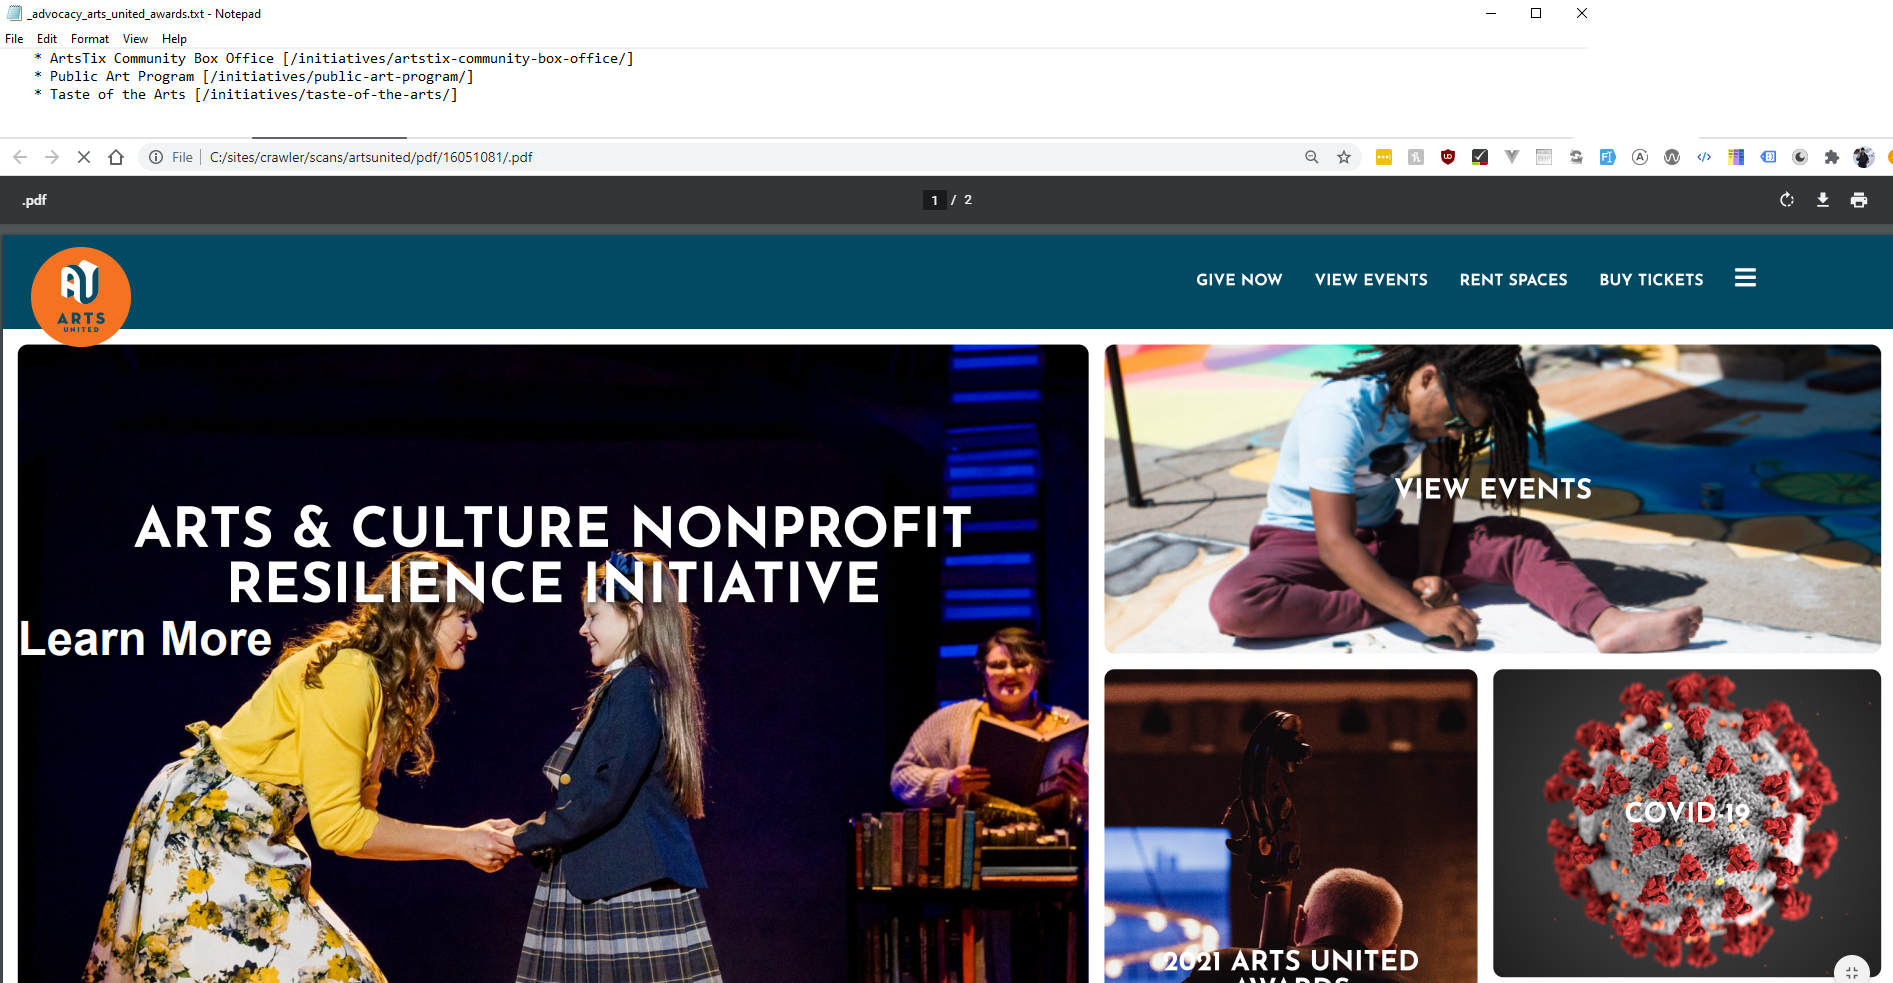 _advocacy_arts_united_awards.txt - Notepad
File Edit Format View Help
* ArtsTix Community Box Office [/initiatives/artstix-community-box-office/]
* Public Art Program [/initiatives/public-art-program/]
* Taste of the Arts [/initiatives/taste-of-the-arts/]
File C:/sites/crawler/scans/artsunited/pdf/16051081/.pdf
.pdf
1 / 2
AU
ARTS
UNITED
GIVE NOW VIEW EVENTS RENT SPACES BUY TICKETS
ARTS & CULTURE NONPROFIT
RESILIENCE INITIATIVE
Learn More
VIEW EVENTS
COVID-19
2021 ARTS UNITED
AWARDS